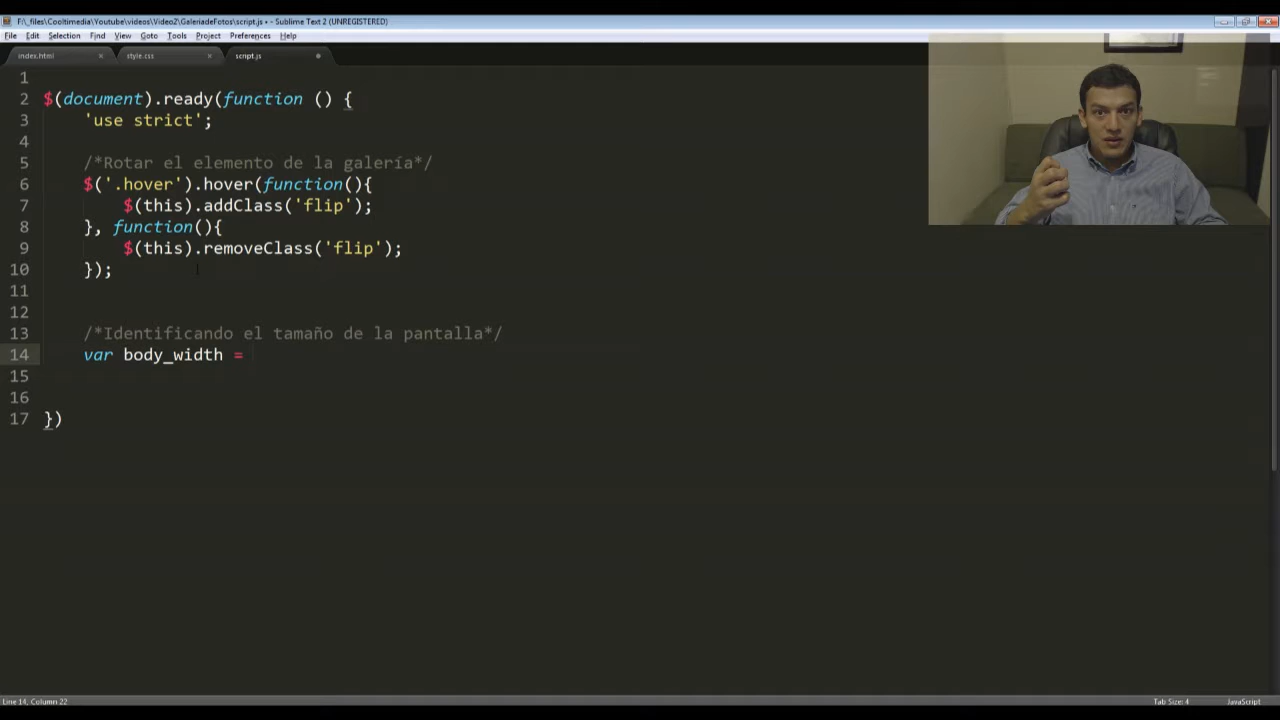 F:\_files\Cooltimedia\Youtube\videos\Video2\GaleriadeFotos\script.js • - Sublime Text 2 (UNREGISTERED)
File Edit Selection Find View Goto Tools Project Preferences Help
index.html × style.css × script.js
1
2 $(document).ready(function () {
3 'use strict';
4
5 /*Rotar el elemento de la galería*/
6 $('.hover').hover(function(){
7 $(this).addClass('flip');
8 }, function(){
9 $(this).removeClass('flip');
10 });
11
12
13 /*Identificando el tamaño de la pantalla*/
14 var body_width =
15
16
17 })
Line 14, Column 22 Tab Size: 4 JavaScript